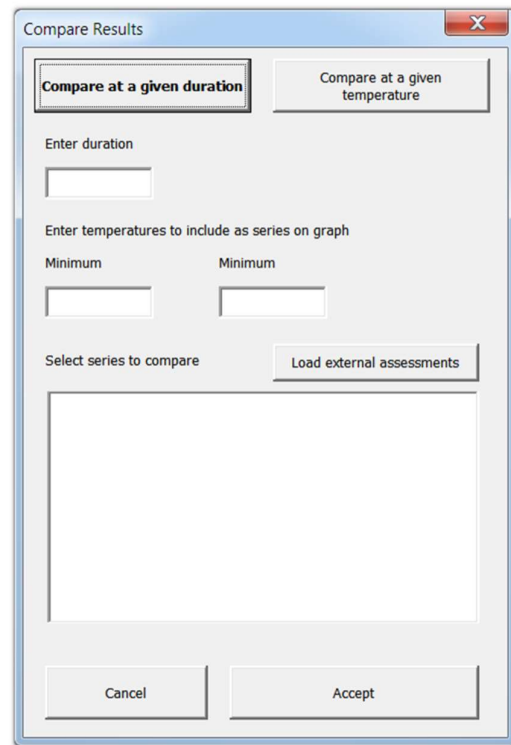 Compare Results
X
Compare at a given duration
Compare at a given
temperature
Enter duration
Enter temperatures to include as series on graph
Minimum Minimum
Select series to compare
Load external assessments
Cancel
Accept